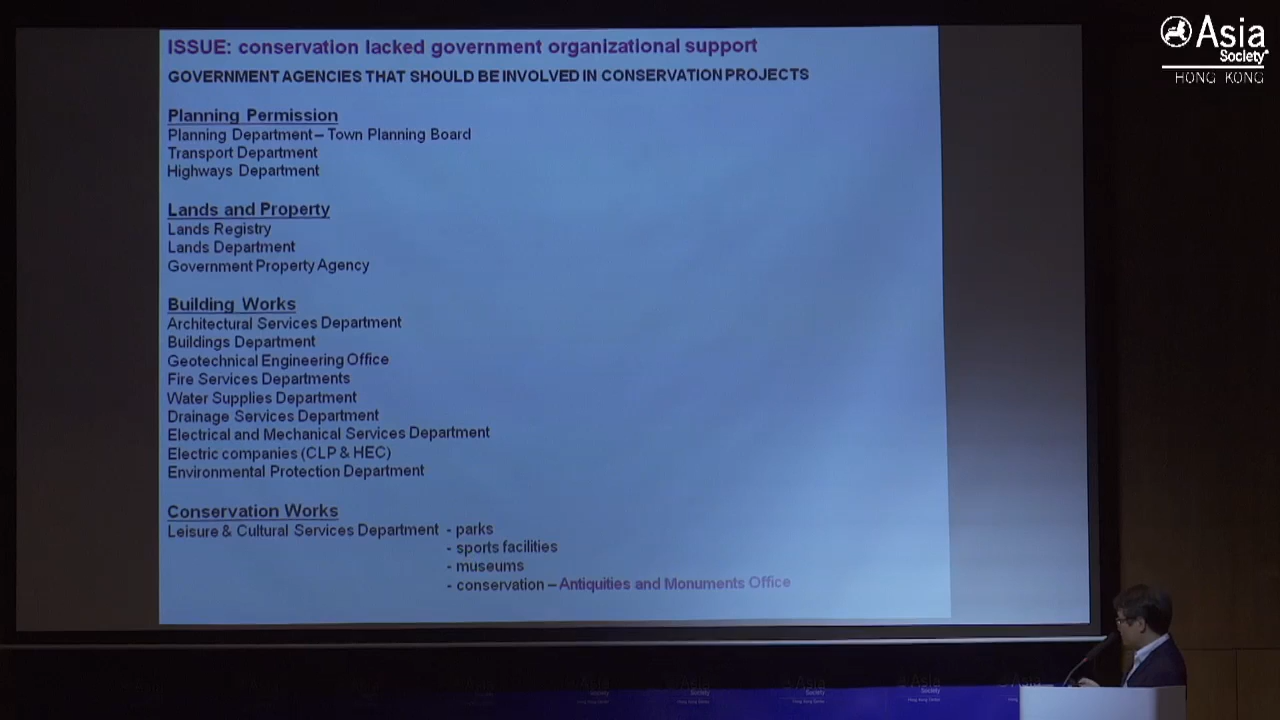 ISSUE: conservation lacked government organizational support
GOVERNMENT AGENCIES THAT SHOULD BE INVOLVED IN CONSERVATION PROJECTS
Planning Permission
Planning Department – Town Planning Board
Transport Department
Highways Department
Lands and Property
Lands Registry
Lands Department
Government Property Agency
Building Works
Architectural Services Department
Buildings Department
Geotechnical Engineering Office
Fire Services Departments
Water Supplies Department
Drainage Services Department
Electrical and Mechanical Services Department
Electric companies (CLP & HEC)
Environmental Protection Department
Conservation Works
Leisure & Cultural Services Department - parks
- sports facilities
- museums
- conservation – Antiquities and Monuments Office
Asia
Society
HONG KONG